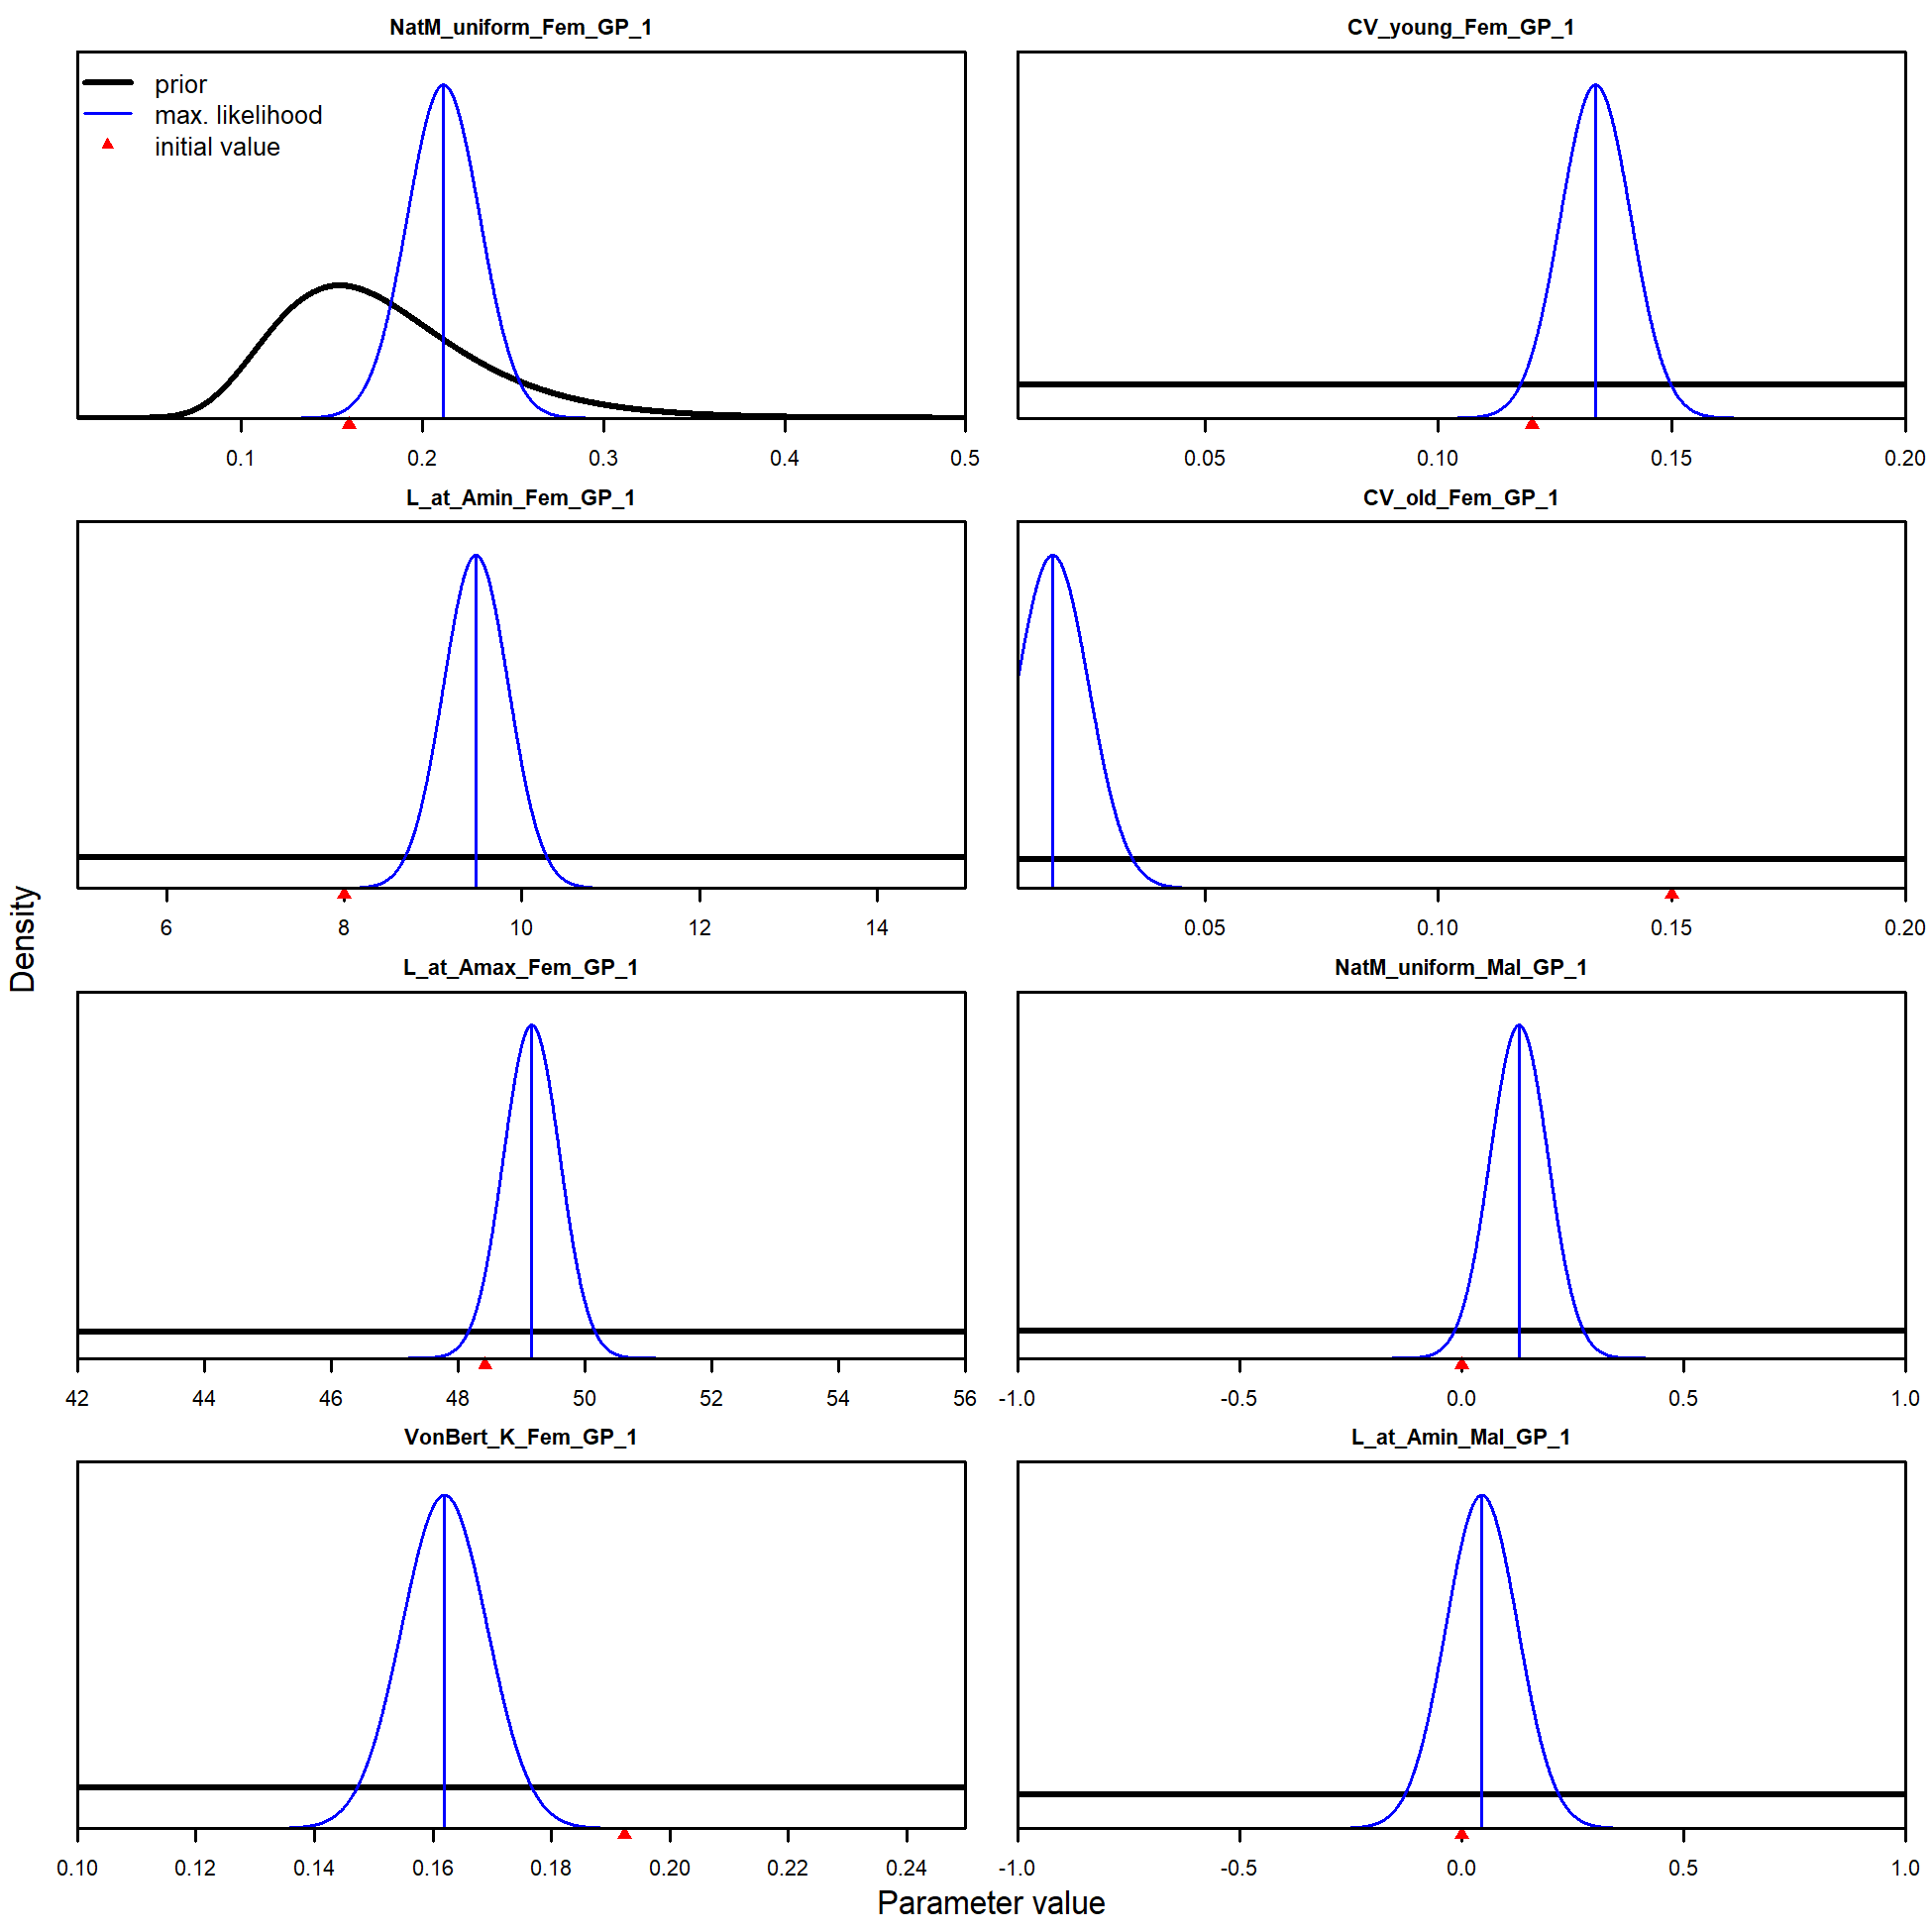 NatM_uniform_Fem_GP_1
prior
max. likelihood
initial value
0.1 0.2 0.3 0.4 0.5
CV_young_Fem_GP_1
0.05 0.10 0.15 0.20
L_at_Amin_Fem_GP_1
6 8 10 12 14
CV_old_Fem_GP_1
0.05 0.10 0.15 0.20
L_at_Amax_Fem_GP_1
42 44 46 48 50 52 54 56
NatM_uniform_Mal_GP_1
-1.0 -0.5 0.0 0.5 1.0
VonBert_K_Fem_GP_1
0.10 0.12 0.14 0.16 0.18 0.20 0.22 0.24
L_at_Amin_Mal_GP_1
-1.0 -0.5 0.0 0.5 1.0
Density
Parameter value